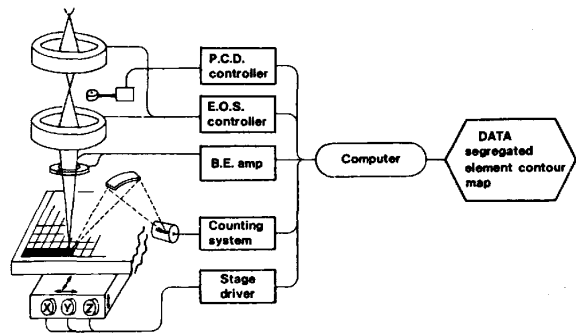 P.C.D.
controller
E.O.S.
controller
B.E. amp
Computer
DATA
segregated
element contour
map
Counting
system
Stage
driver
X Y Z